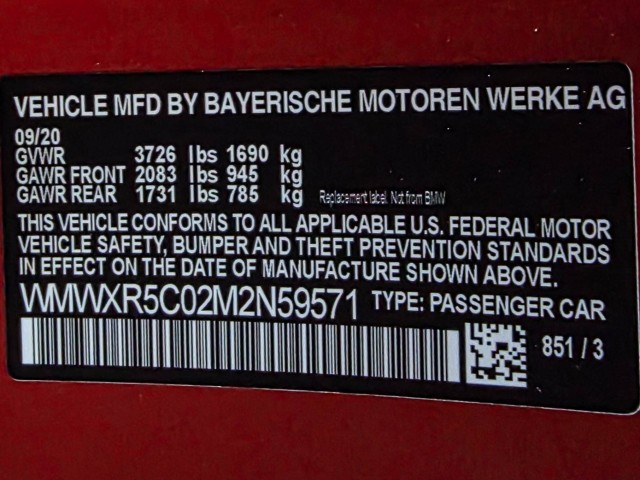 VEHICLE MFD BY BAYERISCHE MOTOREN WERKE AG
09/20
GVWR 3726 lbs 1690 kg
GAWR FRONT 2083 lbs 945 kg
GAWR REAR 1731 lbs 785 kg Replacement label. Not from BMW
THIS VEHICLE CONFORMS TO ALL APPLICABLE U.S. FEDERAL MOTOR
VEHICLE SAFETY, BUMPER AND THEFT PREVENTION STANDARDS
IN EFFECT ON THE DATE OF MANUFACTURE SHOWN ABOVE.
WMWXR5C02M2N59571 TYPE: PASSENGER CAR
851 / 3